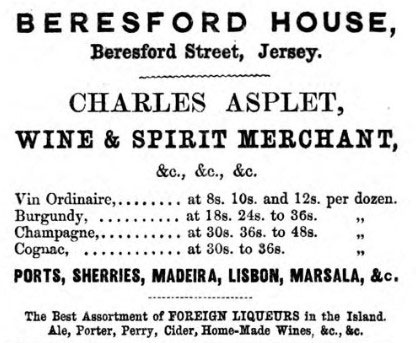 BERESFORD HOUSE,
Beresford Street, Jersey.
CHARLES ASPLET,
WINE & SPIRIT MERCHANT,
&c., &c., &c.
Vin Ordinaire,........ at 8s. 10s. and 12s. per dozen.
Burgundy, .......... at 18s. 24s. to 36s. „
Champagne,.......... at 30s. 36s. to 48s. „
Cognac, ............ at 30s. to 36s. „
PORTS, SHERRIES, MADEIRA, LISBON, MARSALA, &c.
The Best Assortment of FOREIGN LIQUEURS in the Island.
Ale, Porter, Perry, Cider, Home-Made Wines, &c., &c.